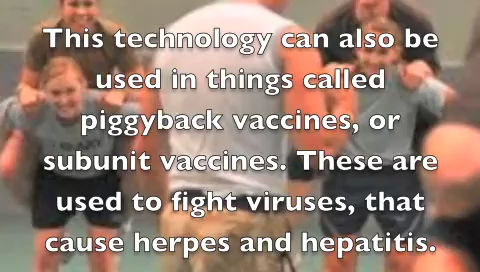 This technology can also be
used in things called
piggyback vaccines, or
subunit vaccines. These are
used to fight viruses, that
cause herpes and hepatitis.